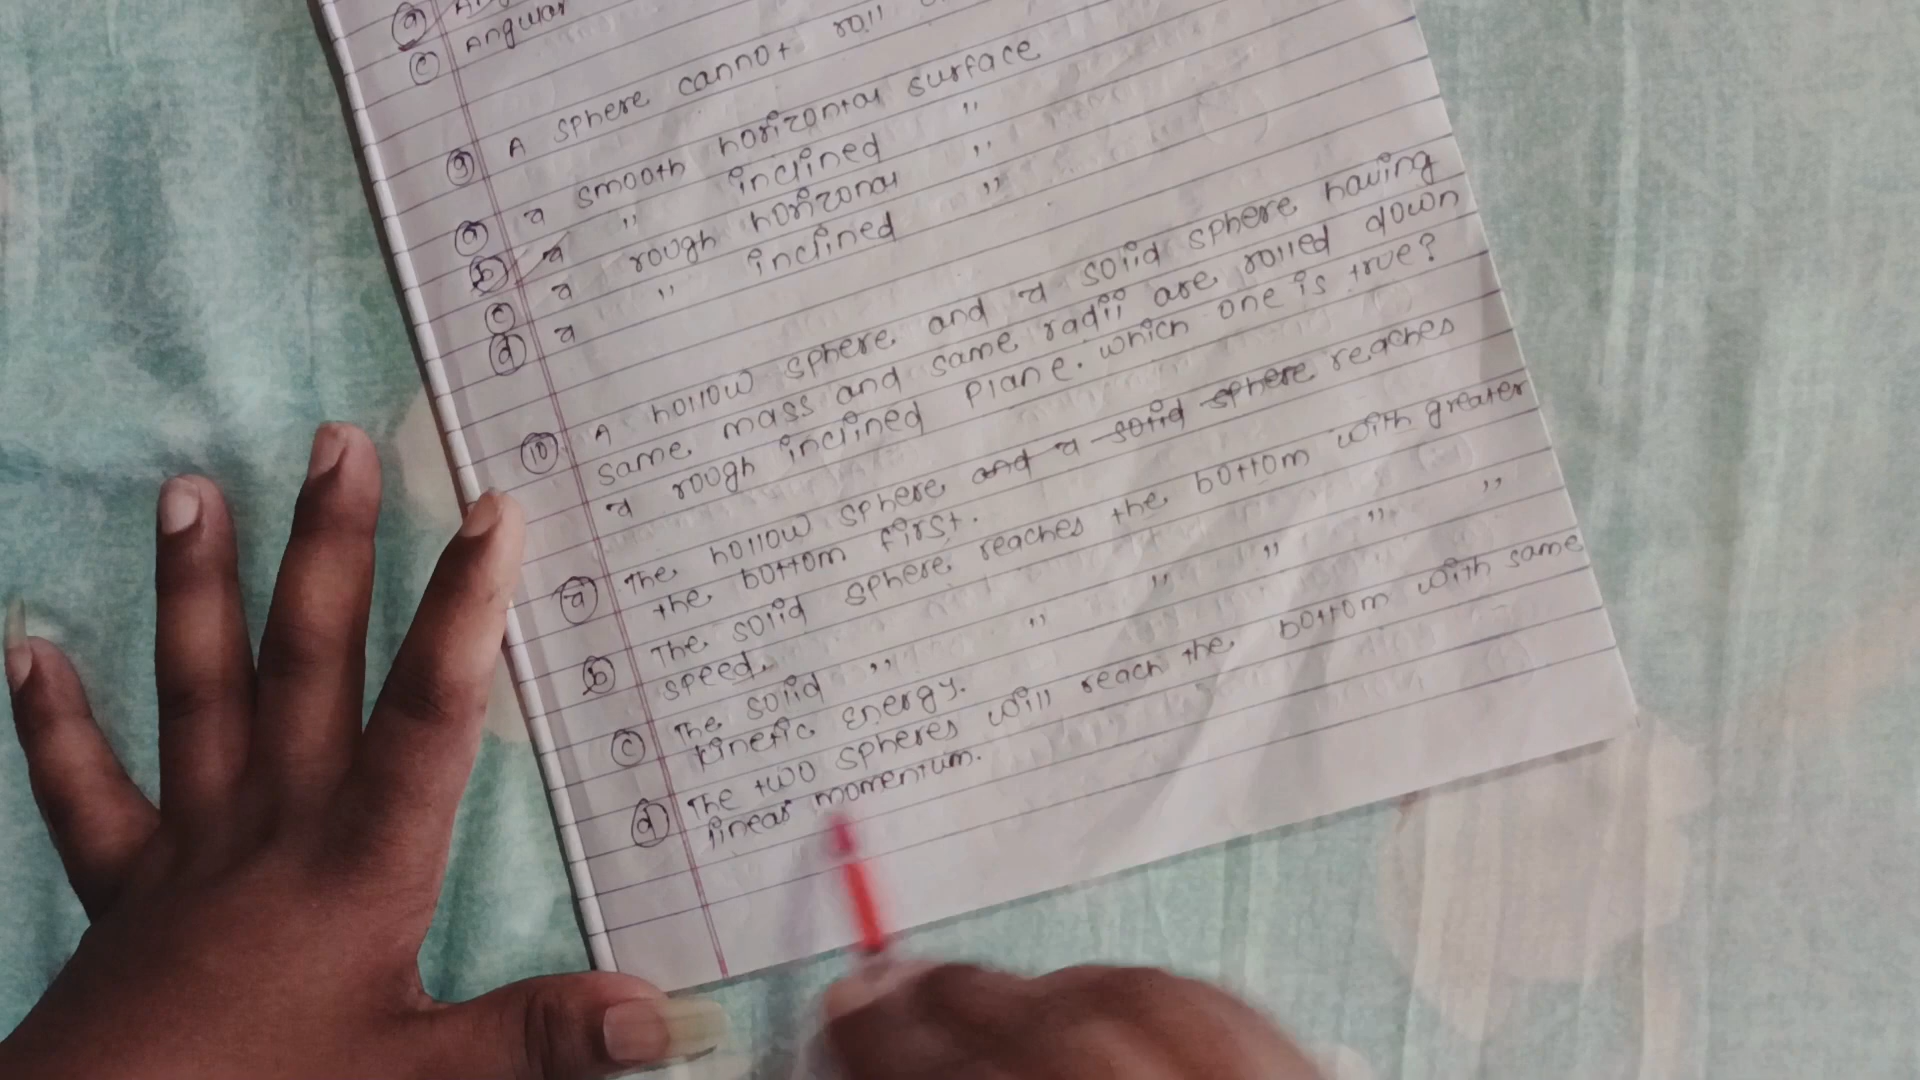 (a)
(c) Angular
(9) A sphere cannot roll
(a) a smooth horizontal surface
(b) a " inclined "
(c) a rough horizonal "
(d) a " inclined "
(10) A hollow sphere and a solid sphere having
same mass and same radii are rolled down
a rough inclined plane. which one is true?
(a) The hollow sphere and a solid sphere reaches
the bottom first.
(b) The solid sphere reaches the bottom with greater
speed.
(c) The solid " " " " "
kinetic energy.
(d) The two spheres will reach the bottom with same
linear momentum.